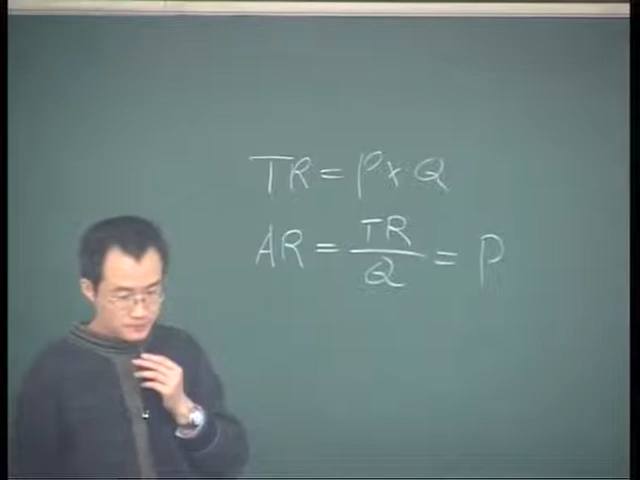 TR = P x Q
AR = TR/Q = P